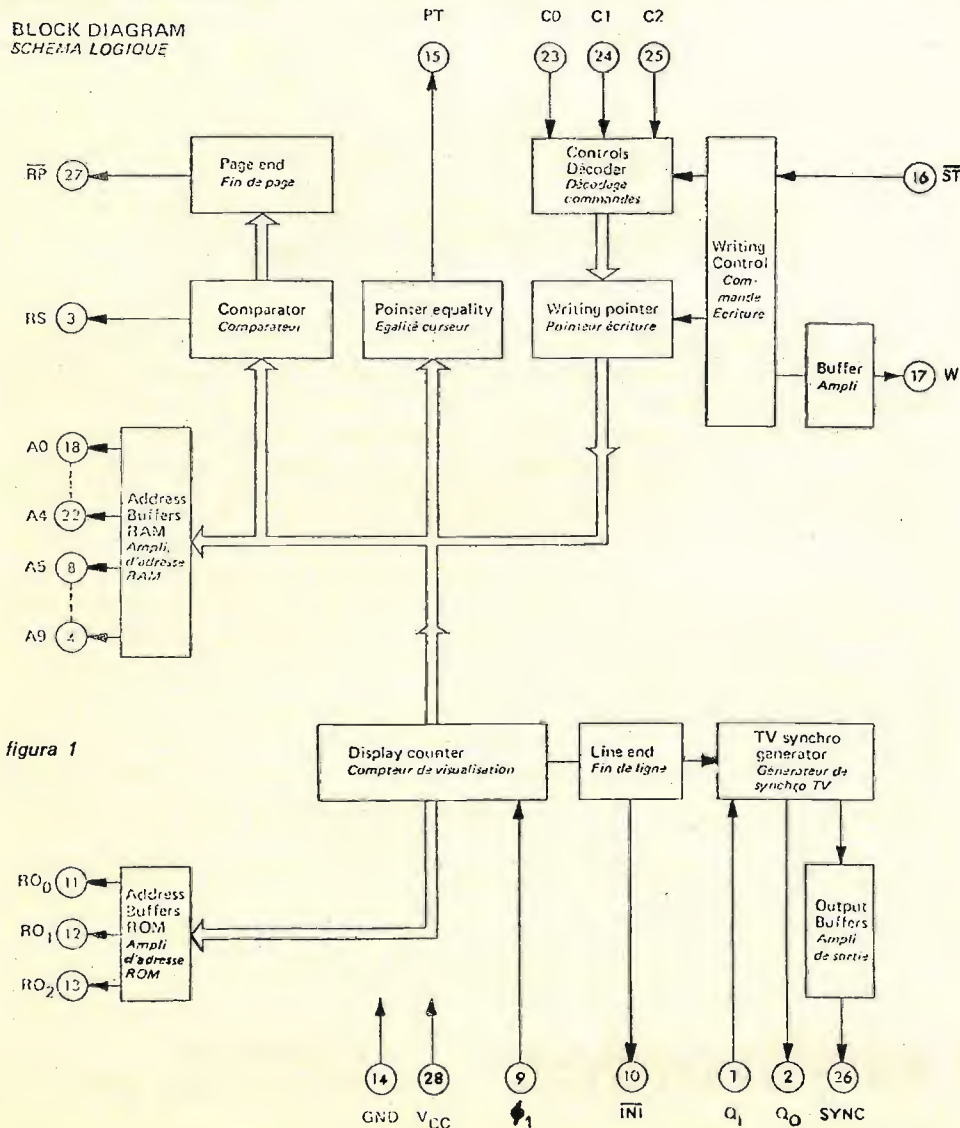 BLOCK DIAGRAM
SCHEMA LOGIQUE
PT
C0 C1 C2
15
23 24 25
RP 27
Page end
Fin de page
Controls
Décoder
Décodage
commandes
16 ST
Writing
Control
Com-
mande
Ecriture
RS 3
Comparator
Comparateur
Pointer equality
Egalité curseur
Writing pointer
Pointeur écriture
Buffer
Ampli
17 W
A0 18
A4 22
A5 8
A9 4
Address
Buffers
RAM
Ampli.
d'adresse
RAM
figura 1
Display counter
Compteur de visualisation
Line end
Fin de ligne
TV synchro
generator
Générateur de
synchro TV
RO0 11
RO1 12
RO2 13
Address
Buffers
ROM
Ampli
d'adresse
ROM
Output
Buffers
Ampli
de sortie
14 28 9 10 1 2 26
GND VCC ϕ1 INI QI QO SYNC